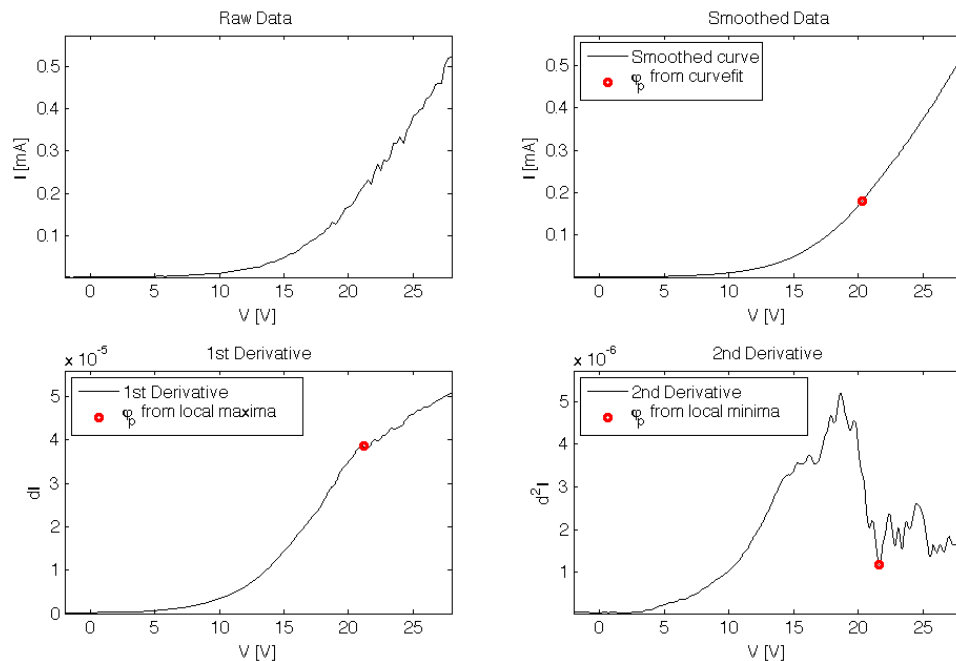 Raw Data
I [mA]
0.5
0.4
0.3
0.2
0.1
0 5 10 15 20 25
V [V]
Smoothed Data
Smoothed curve
φp from curvefit
I [mA]
0.5
0.4
0.3
0.2
0.1
0 5 10 15 20 25
V [V]
1st Derivative
x 10^-5
1st Derivative
φp from local maxima
dI
5
4
3
2
1
0
0 5 10 15 20 25
V [V]
2nd Derivative
x 10^-6
2nd Derivative
φp from local minima
d²I
5
4
3
2
1
0 5 10 15 20 25
V [V]